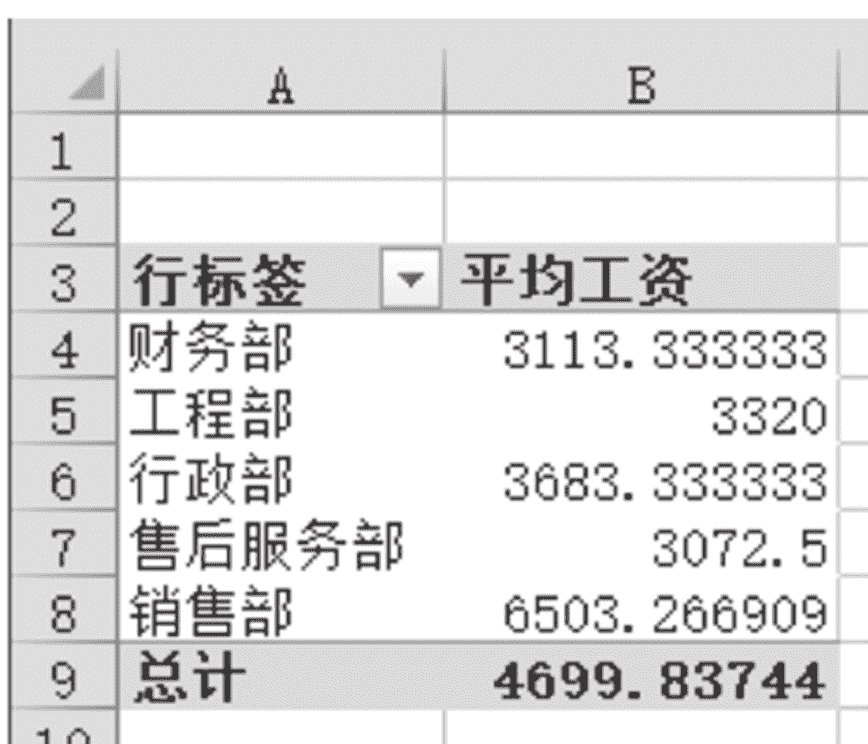 A B
1
2
3 行标签 平均工资
4 财务部 3113.333333
5 工程部 3320
6 行政部 3683.333333
7 售后服务部 3072.5
8 销售部 6503.266909
9 总计 4699.83744
10